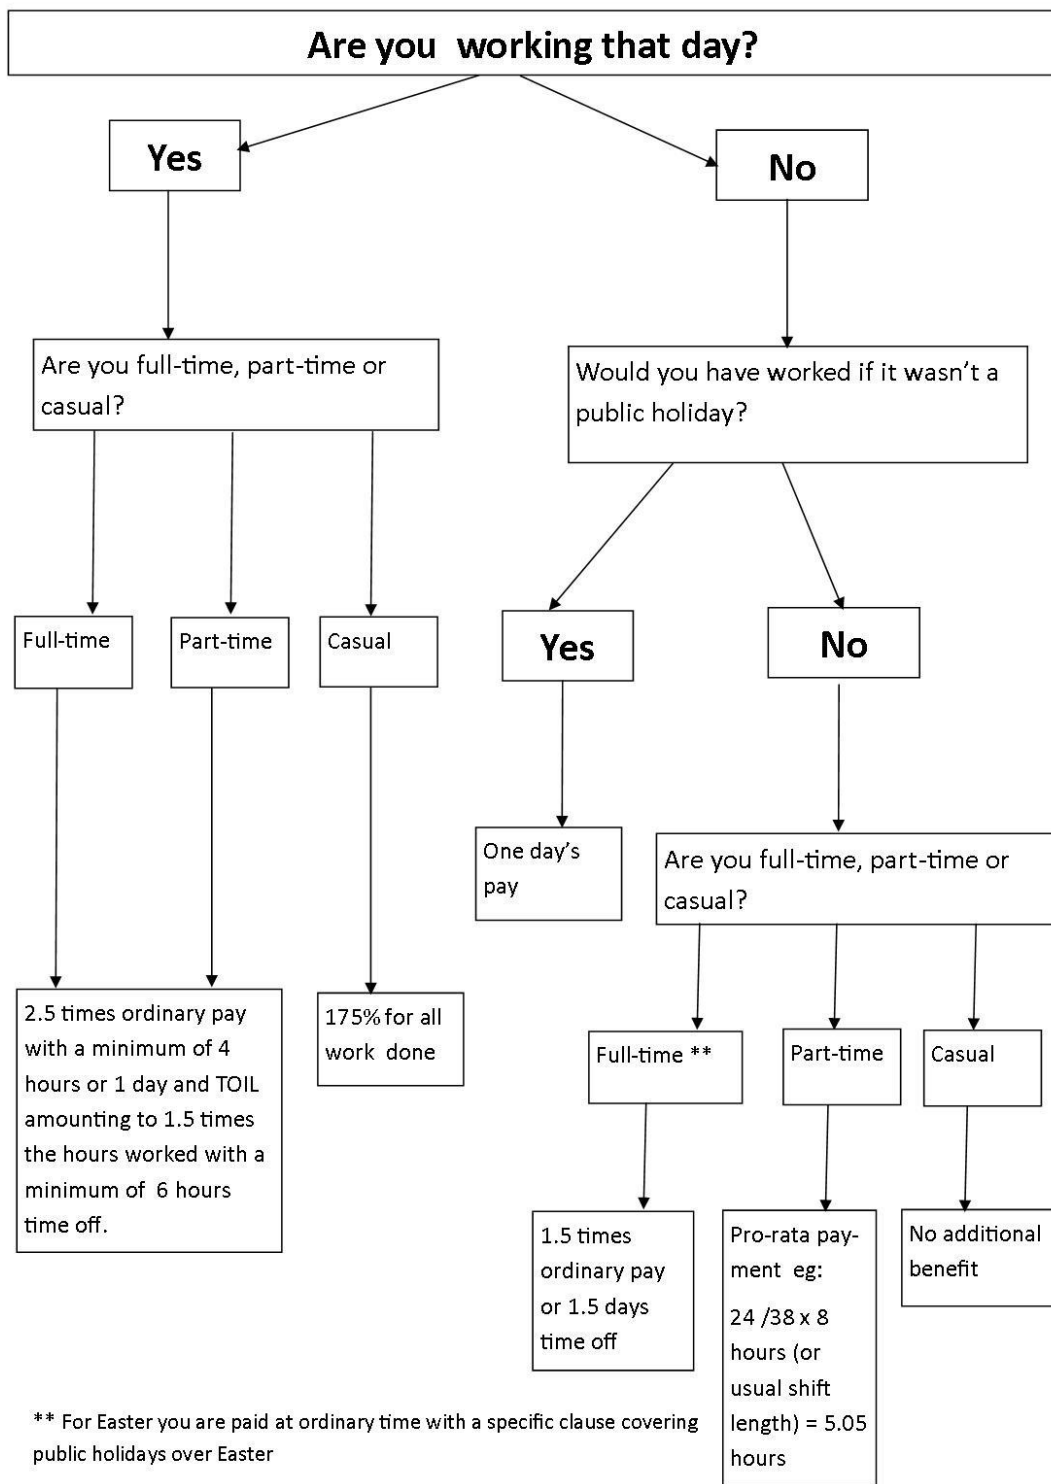 Are you  working that day?
Yes
No
Are you full-time, part-time or
casual?
Would you have worked if it wasn't a
public holiday?
Full-time
Part-time
Casual
Yes
No
One day's
pay
Are you full-time, part-time or
casual?
2.5 times ordinary pay
with a minimum of 4
hours or 1 day and TOIL
amounting to 1.5 times
the hours worked with a
minimum of  6 hours
time off.
175% for all
work  done
Full-time **
Part-time
Casual
1.5 times
ordinary pay
or 1.5 days
time off
Pro-rata pay-
ment  eg:
24 /38 x 8
hours (or
usual shift
length) = 5.05
hours
No additional
benefit
** For Easter you are paid at ordinary time with a specific clause covering
public holidays over Easter